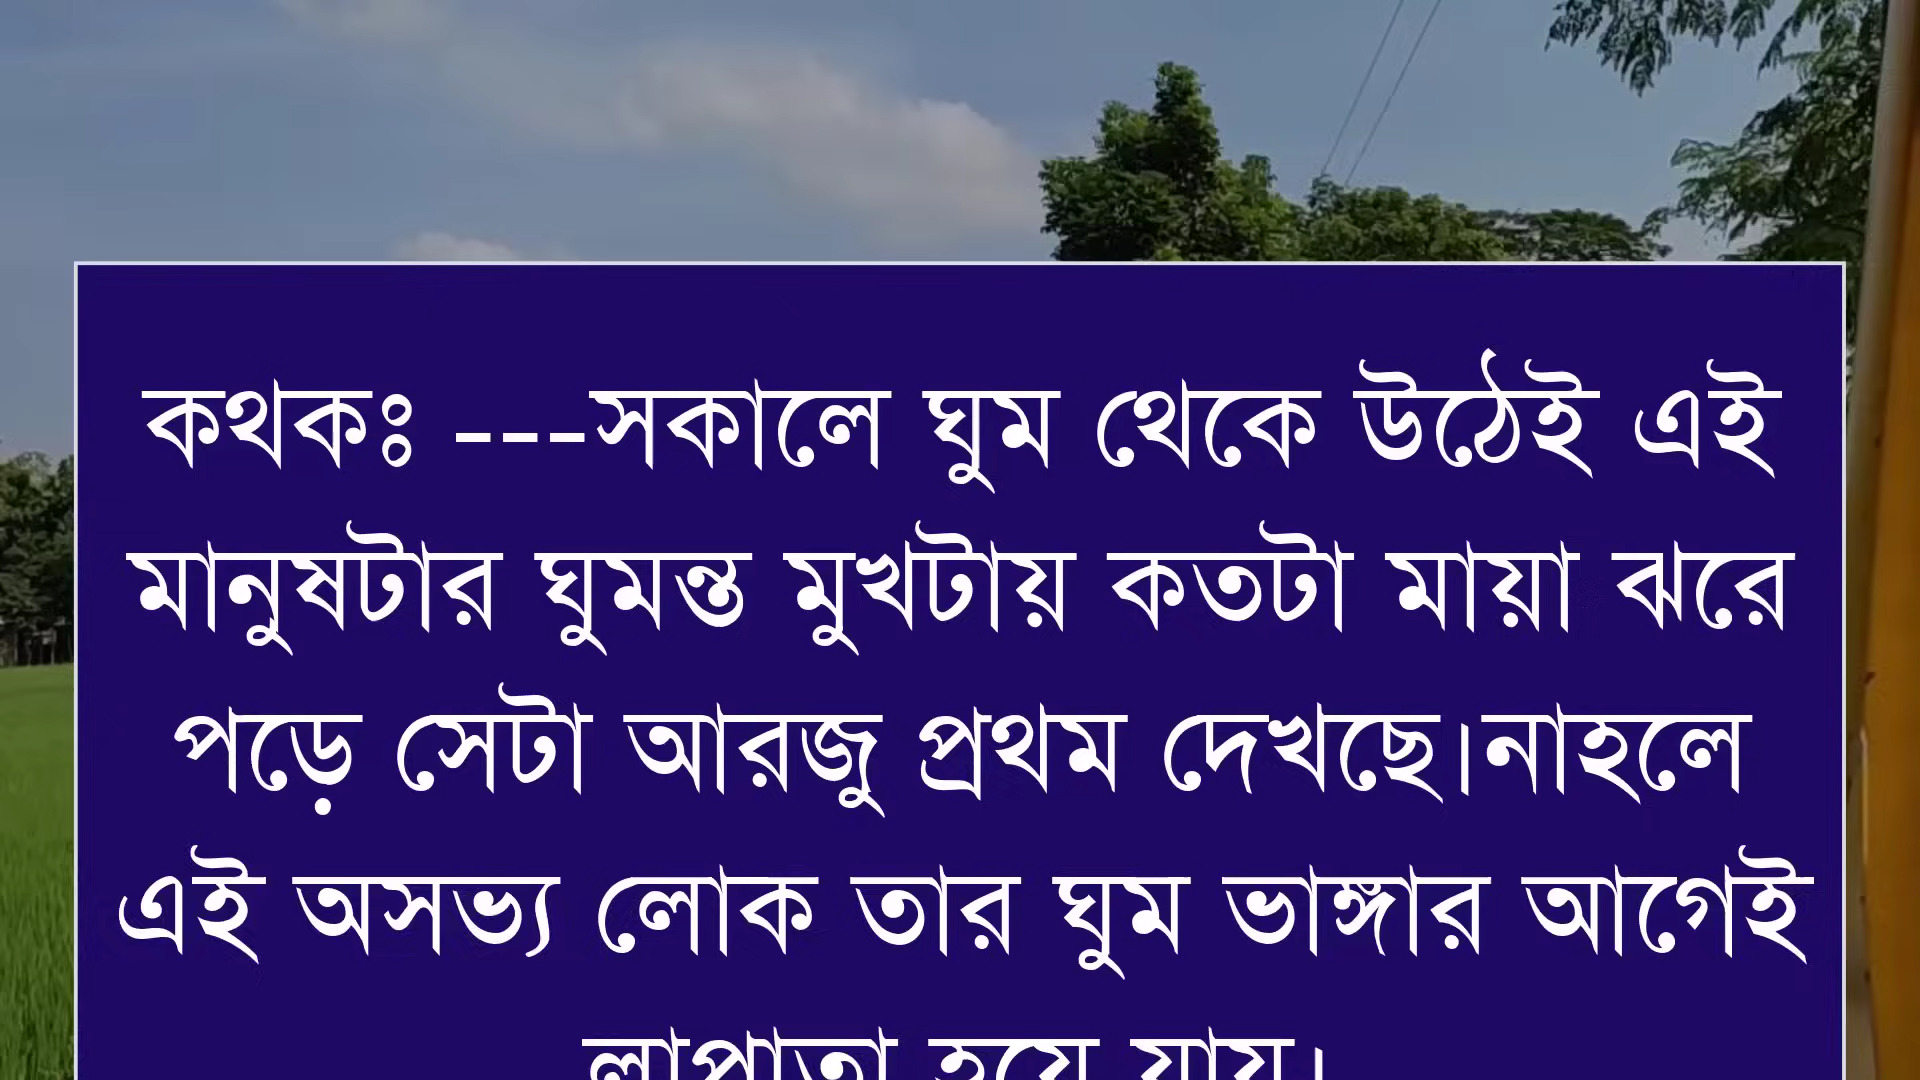 কথকঃ ---সকালে ঘুম থেকে উঠেই এই
মানুষটার ঘুমন্ত মুখটায় কতটা মায়া ঝরে
পড়ে সেটা আরজু প্রথম দেখছে।নাহলে
এই অসভ্য লোক তার ঘুম ভাঙ্গার আগেই
লাপাতা হয়ে যায়।